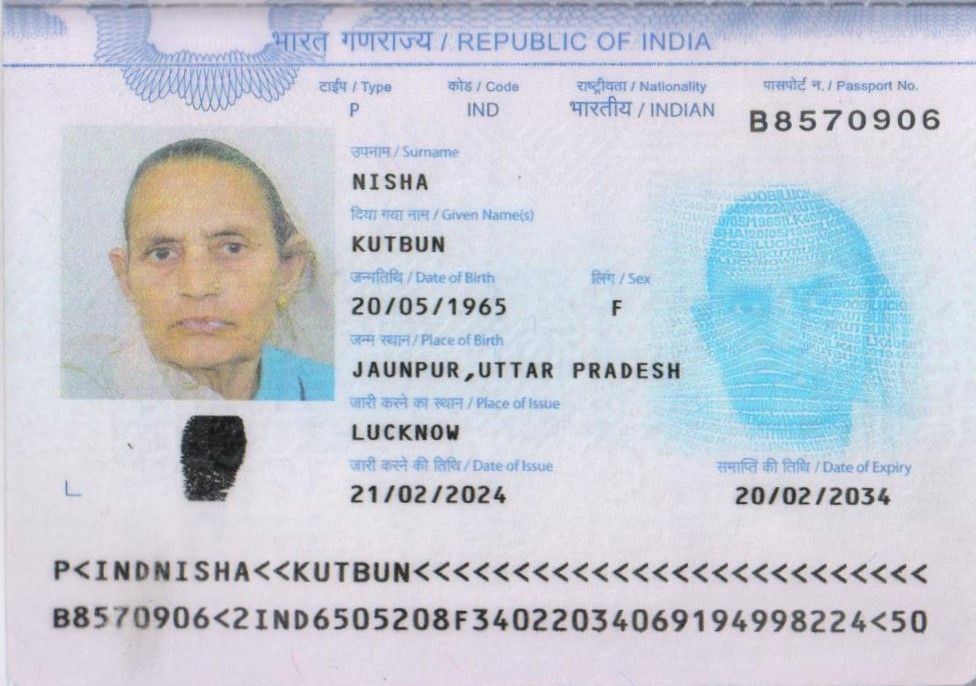 भारत गणराज्य / REPUBLIC OF INDIA
टाईप / Type कोड / Code राष्ट्रीयता / Nationality पासपोर्ट न. / Passport No.
P IND भारतीय / INDIAN B8570906
उपनाम / Surname
NISHA
दिया गया नाम / Given Name(s)
KUTBUN
जन्मतिथि / Date of Birth लिंग / Sex
20/05/1965 F
जन्म स्थान / Place of Birth
JAUNPUR,UTTAR PRADESH
जारी करने का स्थान / Place of Issue
LUCKNOW
जारी करने की तिथि / Date of Issue समाप्ति की तिथि / Date of Expiry
21/02/2024 20/02/2034
P<INDNISHA<<KUTBUN<<<<<<<<<<<<<<<<<<<<<<<<<<
B8570906<2IND6505208F34022034069194998224<50